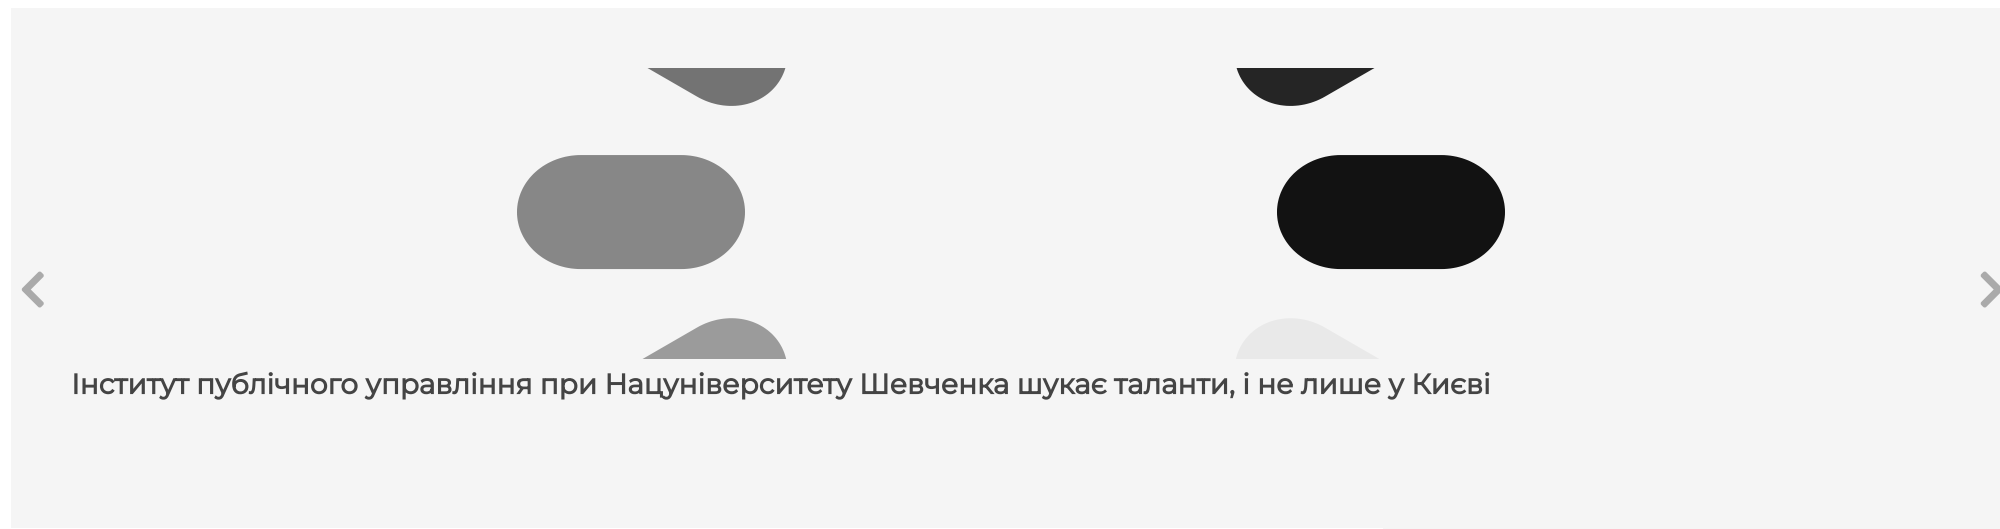 Інститут публічного управління при Нацуніверситету Шевченка шукає таланти, і не лише у Києві